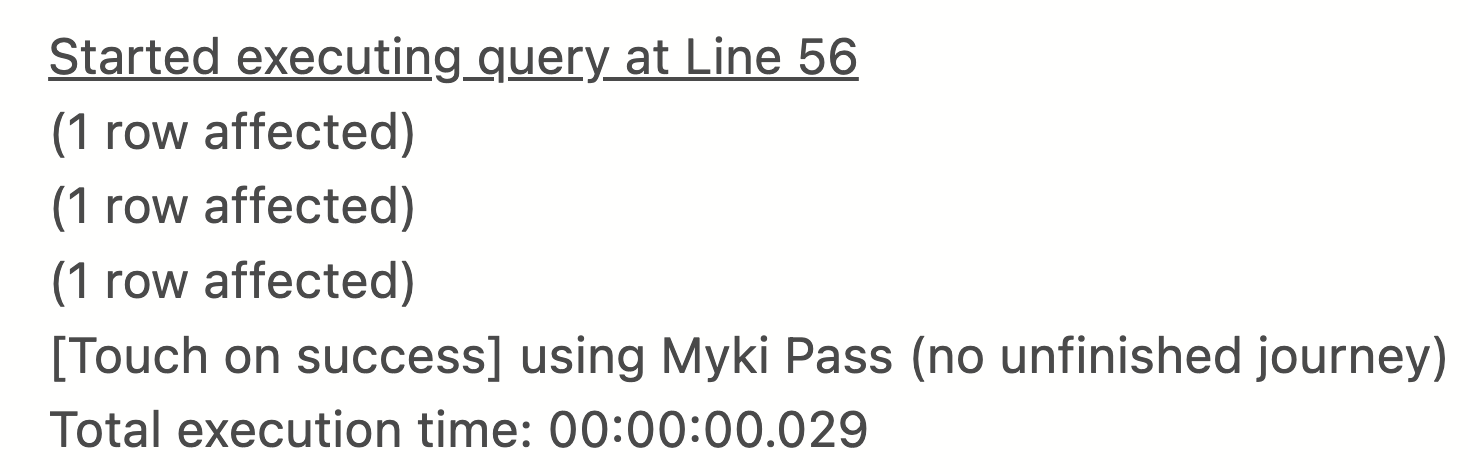 Started executing query at Line 56
(1 row affected)
(1 row affected)
(1 row affected)
[Touch on success] using Myki Pass (no unfinished journey)
Total execution time: 00:00:00.029